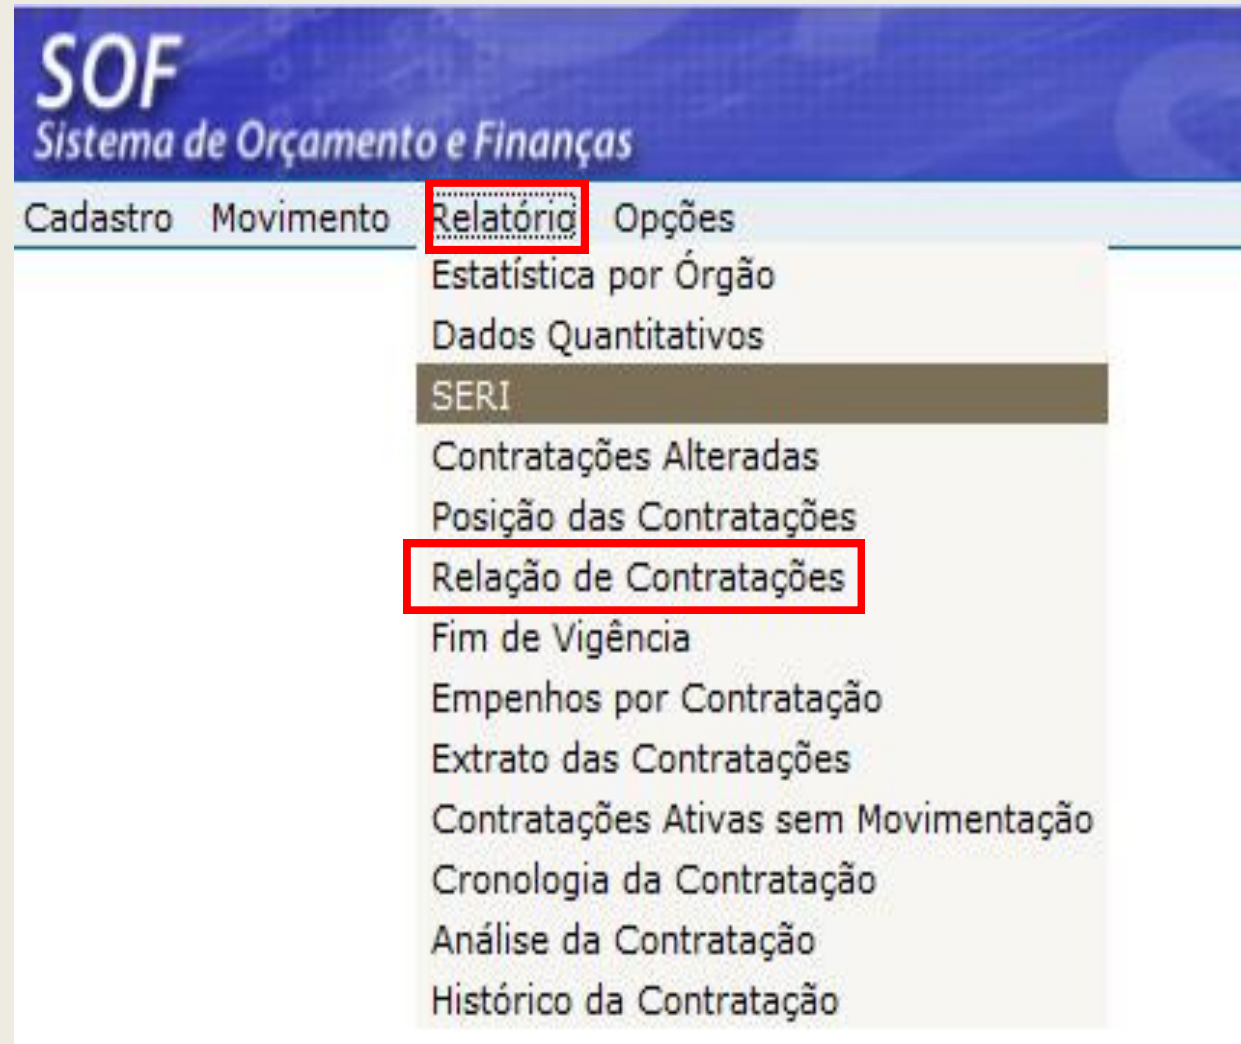 SOF
Sistema de Orçamento e Finanças
Cadastro Movimento Relatório Opções
Estatística por Órgão
Dados Quantitativos
SERI
Contratações Alteradas
Posição das Contratações
Relação de Contratações
Fim de Vigência
Empenhos por Contratação
Extrato das Contratações
Contratações Ativas sem Movimentação
Cronologia da Contratação
Análise da Contratação
Histórico da Contratação